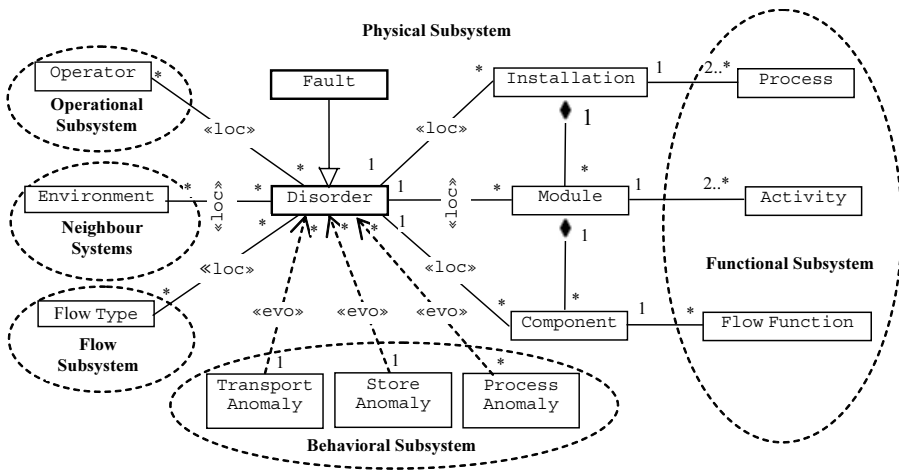 Physical Subsystem
Operator
*
Operational
Subsystem
Fault
Installation
*
1
2..*
Process
1
«loc»
«loc»
*
1
Environment
*
«loc»
*
Disorder
1
«loc»
*
*
Module
1
2..*
Activity
Neighbour
Systems
*
*
*
*
1
1
«loc»
«loc»
Functional Subsystem
*
Flow Type
Flow
Subsystem
«evo»
«evo»
«evo»
*
*
Component
1
*
Flow Function
1
1
*
Transport
Anomaly
Store
Anomaly
Process
Anomaly
Behavioral Subsystem